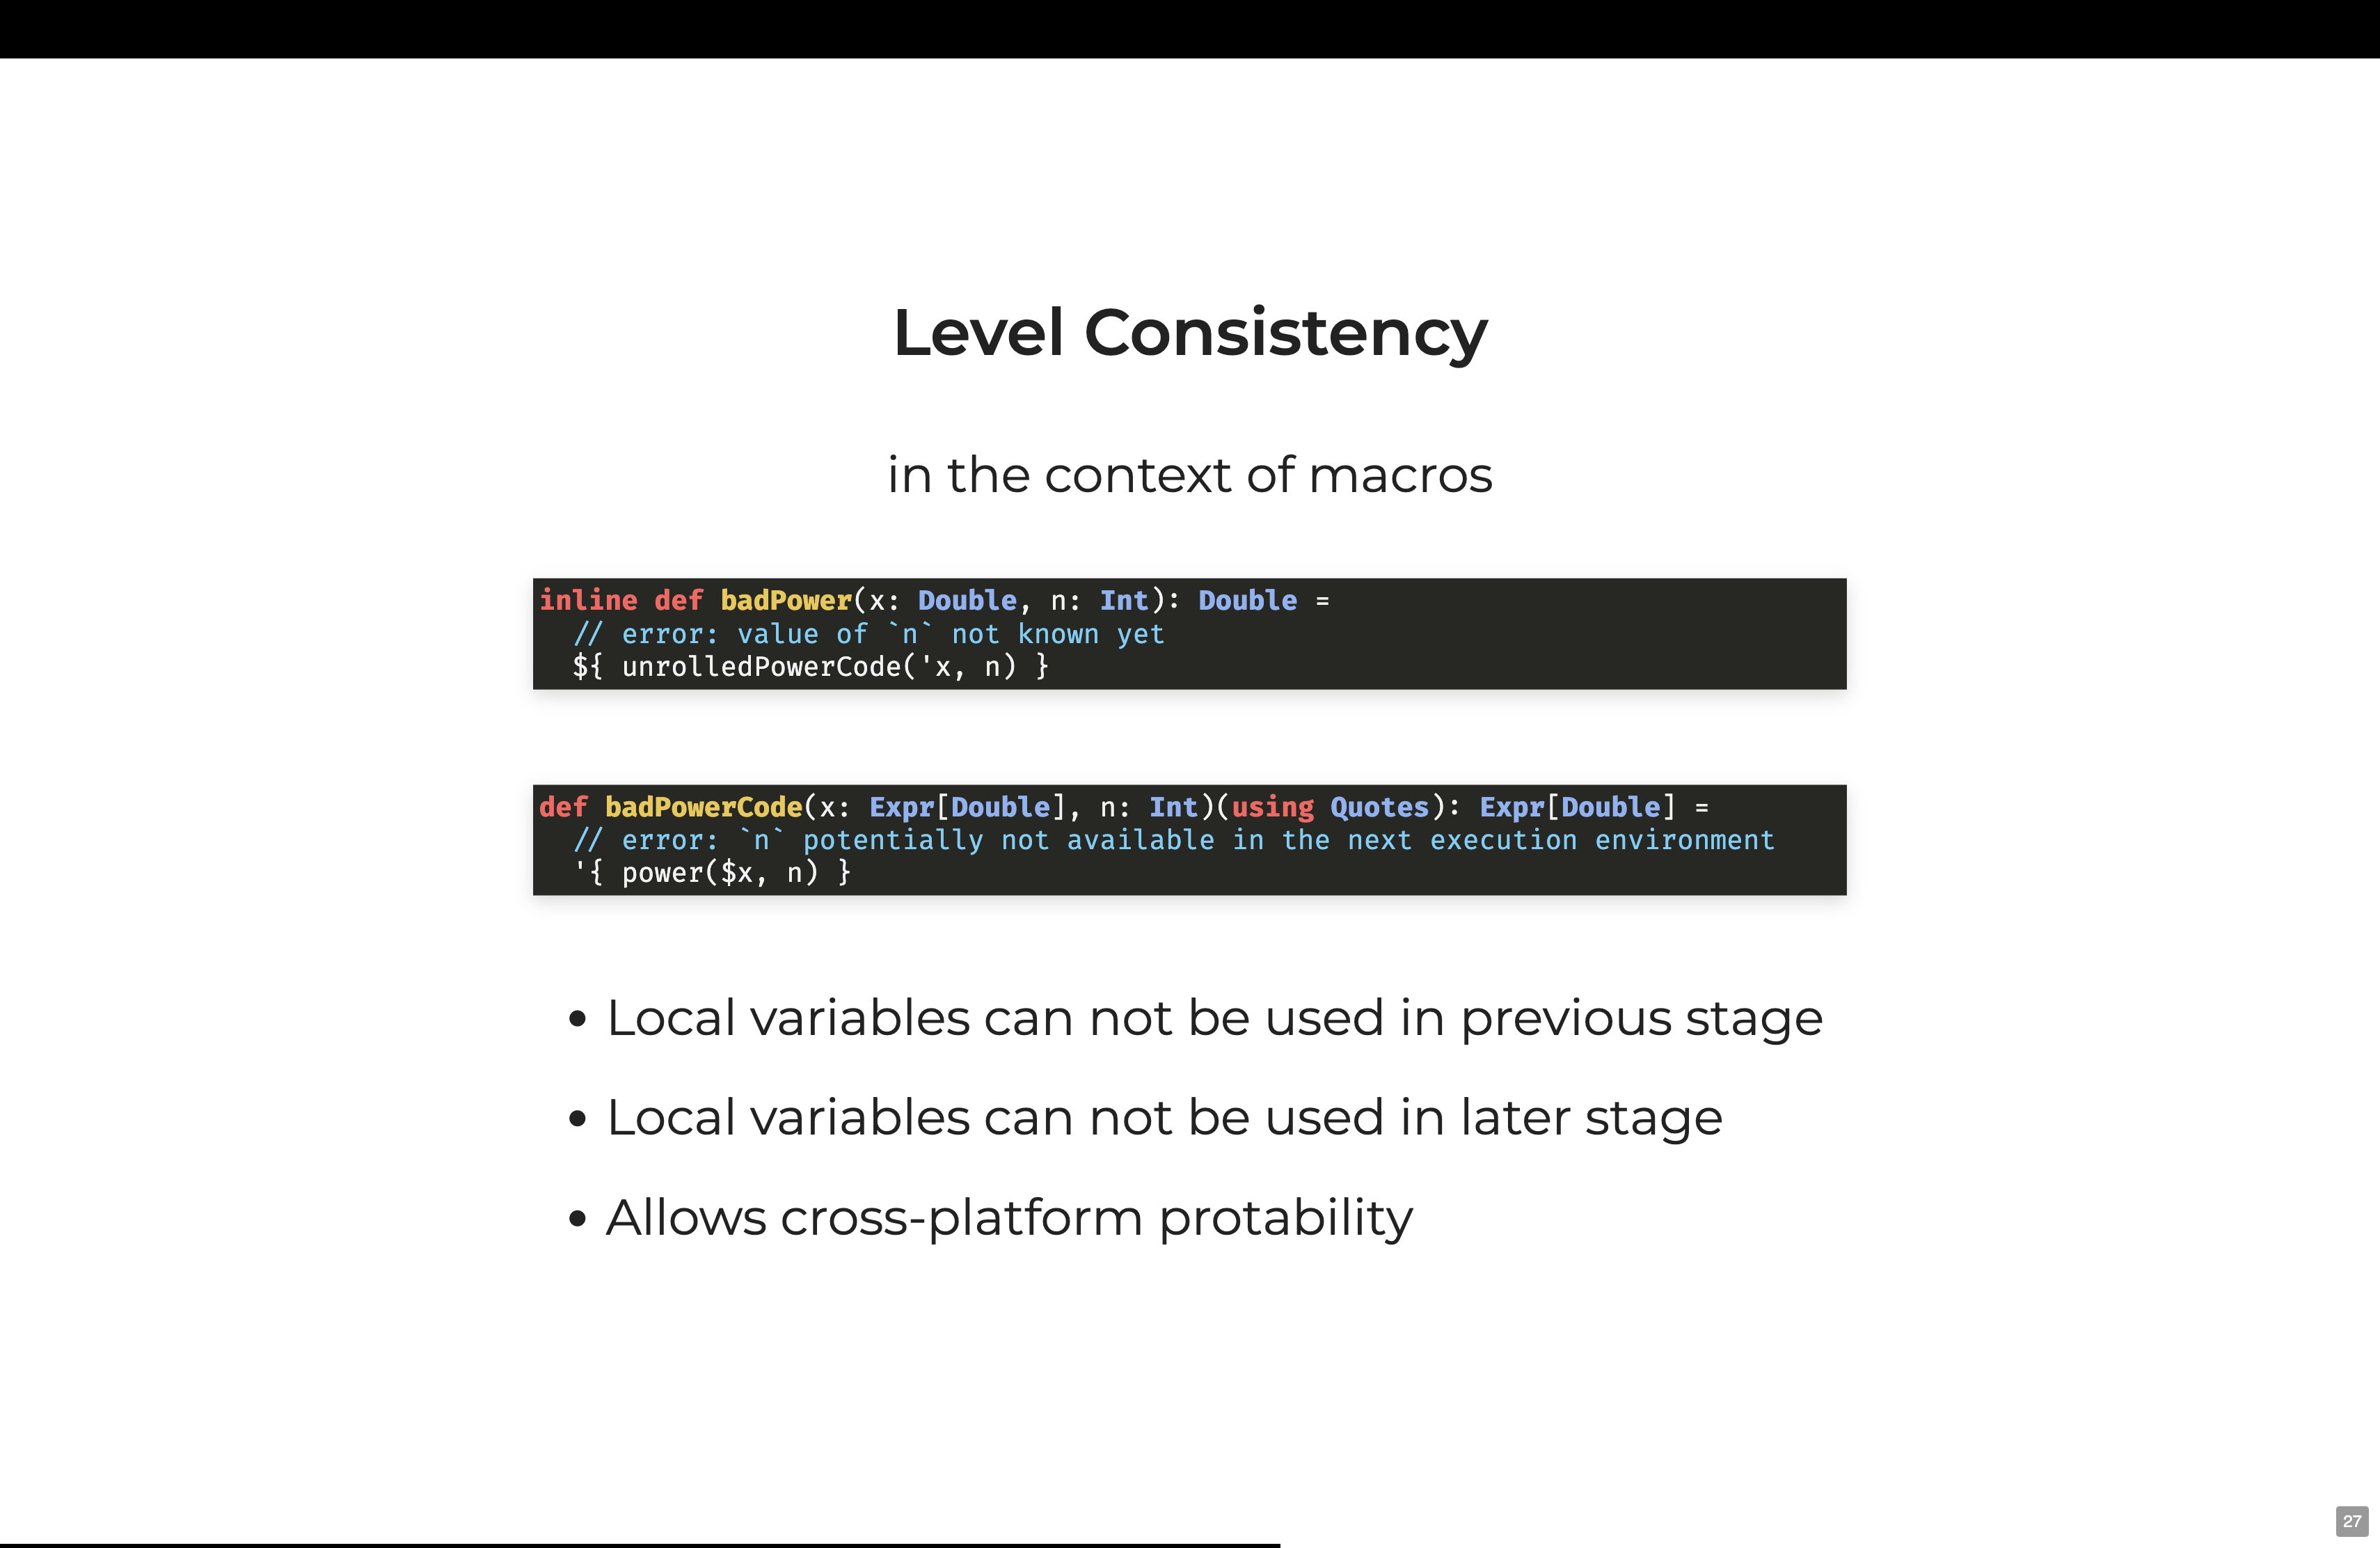 Level Consistency
in the context of macros
inline def badPower(x: Double, n: Int): Double =
  // error: value of `n` not known yet
  ${ unrolledPowerCode('x, n) }
def badPowerCode(x: Expr[Double], n: Int)(using Quotes): Expr[Double] =
  // error: `n` potentially not available in the next execution environment
  '{ power($x, n) }
• Local variables can not be used in previous stage
• Local variables can not be used in later stage
• Allows cross-platform protability
27